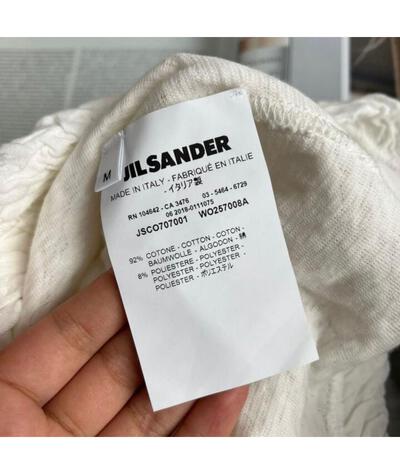 M
JILSANDER
MADE IN ITALY - FABRIQUÉ EN ITALIE
- イタリア製
RN 104642 - CA 3476 03 - 5464 - 6729
06 2018-0111075
JSCO707001 WO257008A
92% COTONE - COTTON - COTON -
BAUMWOLLE - ALGODON - 綿
8% POLIESTERE - POLYESTER -
POLYESTER - POLYESTER -
POLIESTER - ポリエステル